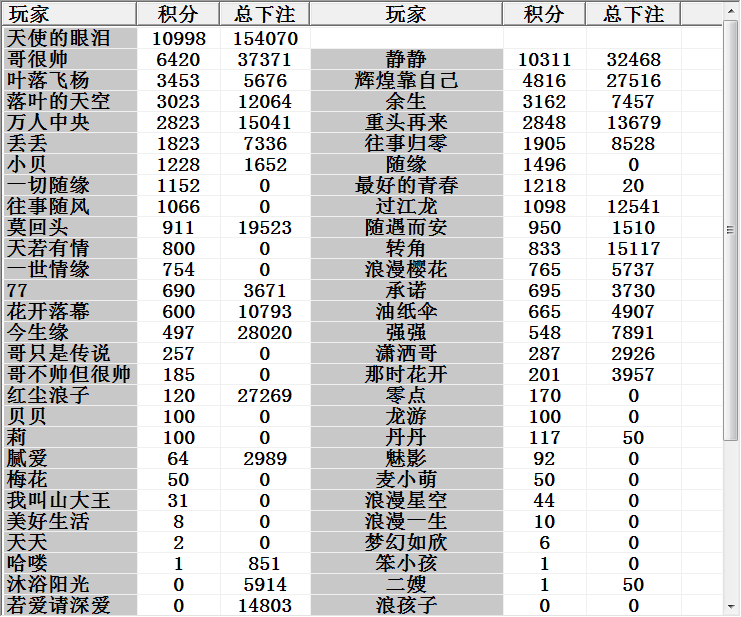 玩家 积分 总下注 玩家 积分 总下注
天使的眼泪 10998 154070
哥很帅 6420 37371 静静 10311 32468
叶落飞杨 3453 5676 辉煌靠自己 4816 27516
落叶的天空 3023 12064 余生 3162 7457
万人中央 2823 15041 重头再来 2848 13679
丢丢 1823 7336 往事归零 1905 8528
小贝 1228 1652 随缘 1496 0
一切随缘 1152 0 最好的青春 1218 20
往事随风 1066 0 过江龙 1098 12541
莫回头 911 19523 随遇而安 950 1510
天若有情 800 0 转角 833 15117
一世情缘 754 0 浪漫樱花 765 5737
77 690 3671 承诺 695 3730
花开落幕 600 10793 油纸伞 665 4907
今生缘 497 28020 强强 548 7891
哥只是传说 257 0 潇洒哥 287 2926
哥不帅但很帅 185 0 那时花开 201 3957
红尘浪子 120 27269 零点 170 0
贝贝 100 0 龙游 100 0
莉 100 0 丹丹 117 50
腻爱 64 2989 魅影 92 0
梅花 50 0 麦小萌 50 0
我叫山大王 31 0 浪漫星空 44 0
美好生活 8 0 浪漫一生 10 0
天天 2 0 梦幻如欣 6 0
哈喽 1 851 笨小孩 1 0
沐浴阳光 0 5914 二嫂 1 50
若爱请深爱 0 14803 浪孩子 0 0